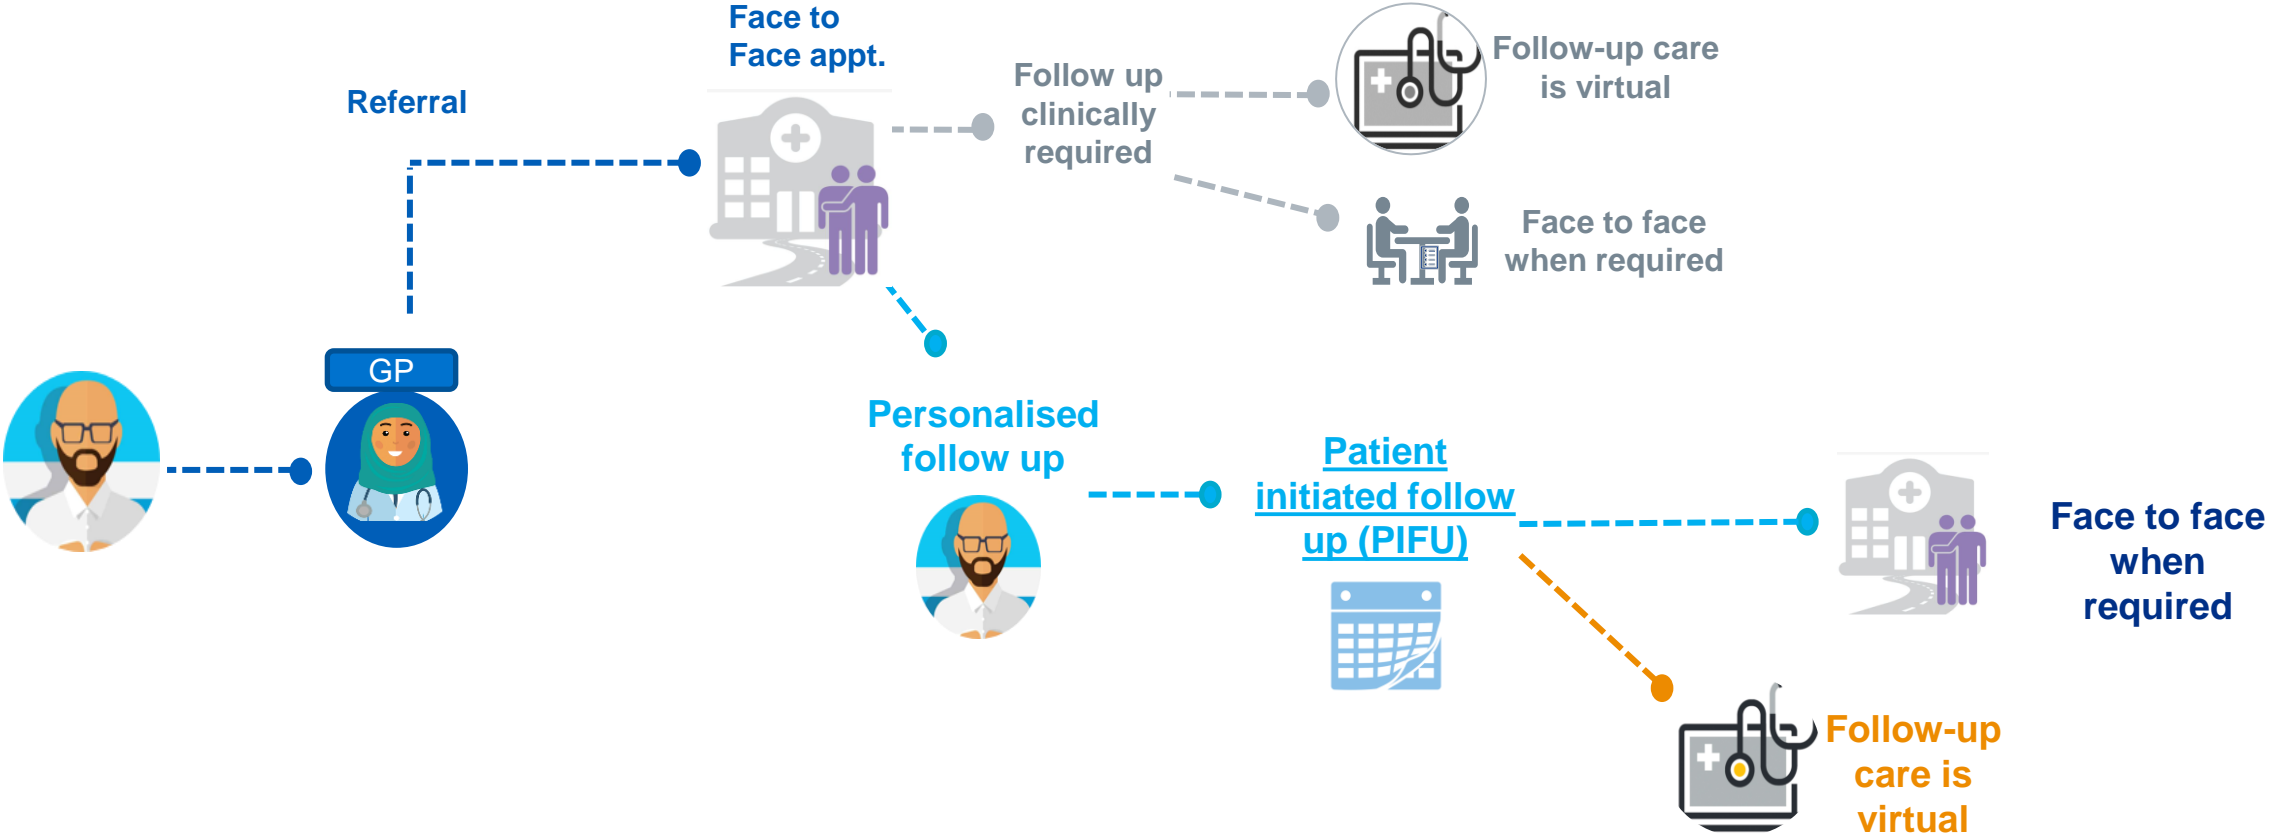 Face to
Face appt.
Referral
Follow up
clinically
required
Follow-up care
is virtual
Face to face
when required
GP
Personalised
follow up
Patient
initiated follow
up (PIFU)
Face to face
when
required
Follow-up
care is
virtual